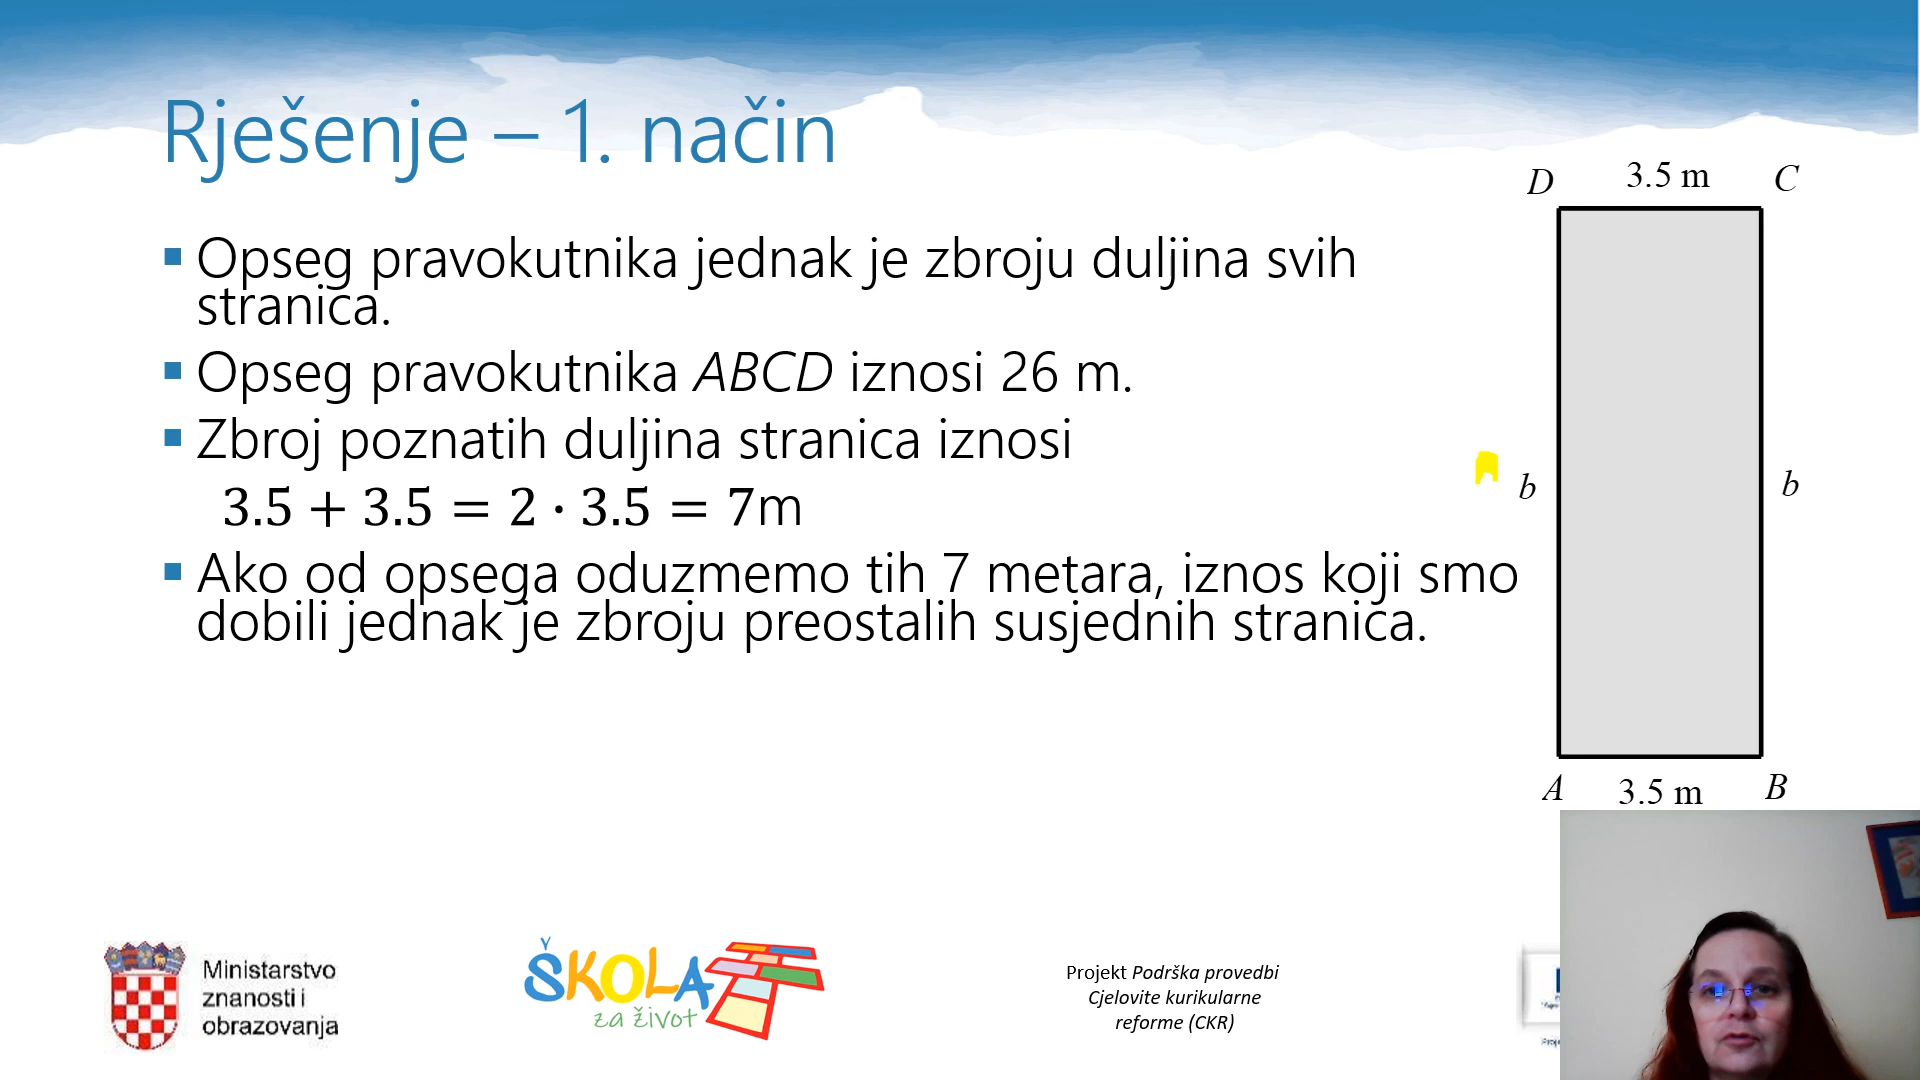 Rješenje – 1. način
Opseg pravokutnika jednak je zbroju duljina svih
stranica.
Opseg pravokutnika ABCD iznosi 26 m.
Zbroj poznatih duljina stranica iznosi
3.5 + 3.5 = 2 · 3.5 = 7m
Ako od opsega oduzmemo tih 7 metara, iznos koji smo
dobili jednak je zbroju preostalih susjednih stranica.
D 3.5 m C
b b
A 3.5 m B
Ministarstvo
znanosti i
obrazovanja
ŠKOLA
za život
Projekt Podrška provedbi
Cjelovite kurikularne
reforme (CKR)